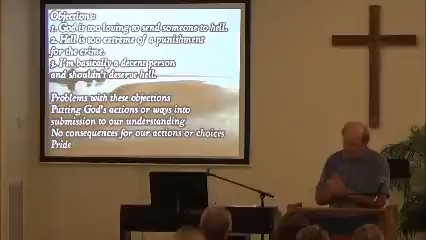 Objections:
1. God is too loving to send someone to hell.
2. Hell is too extreme of a punishment
for the crime.
3. I'm basically a decent person
and shouldn't deserve hell.
Problems with these objections
Putting God's actions or ways into
submission to our understanding
No consequences for our actions or choices
Pride